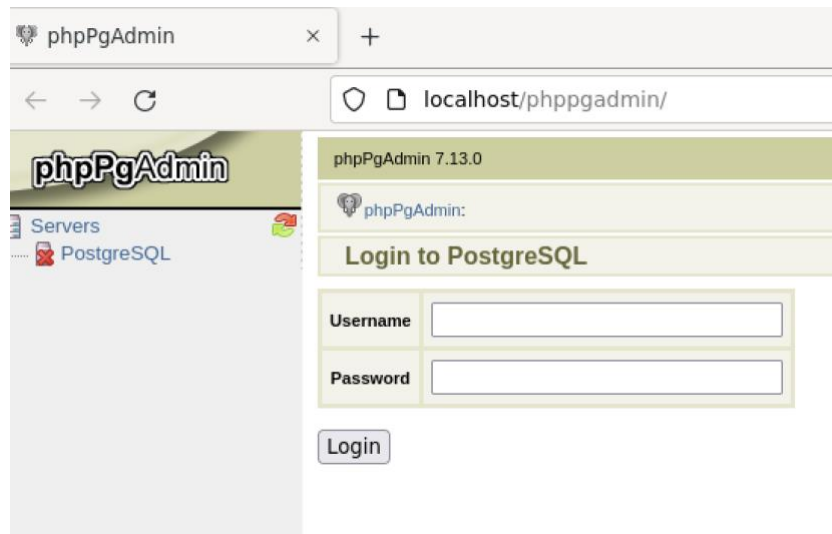 phpPgAdmin
localhost/phppgadmin/
phpPgAdmin
Servers
PostgreSQL
phpPgAdmin 7.13.0
phpPgAdmin:
Login to PostgreSQL
Username
Password
Login